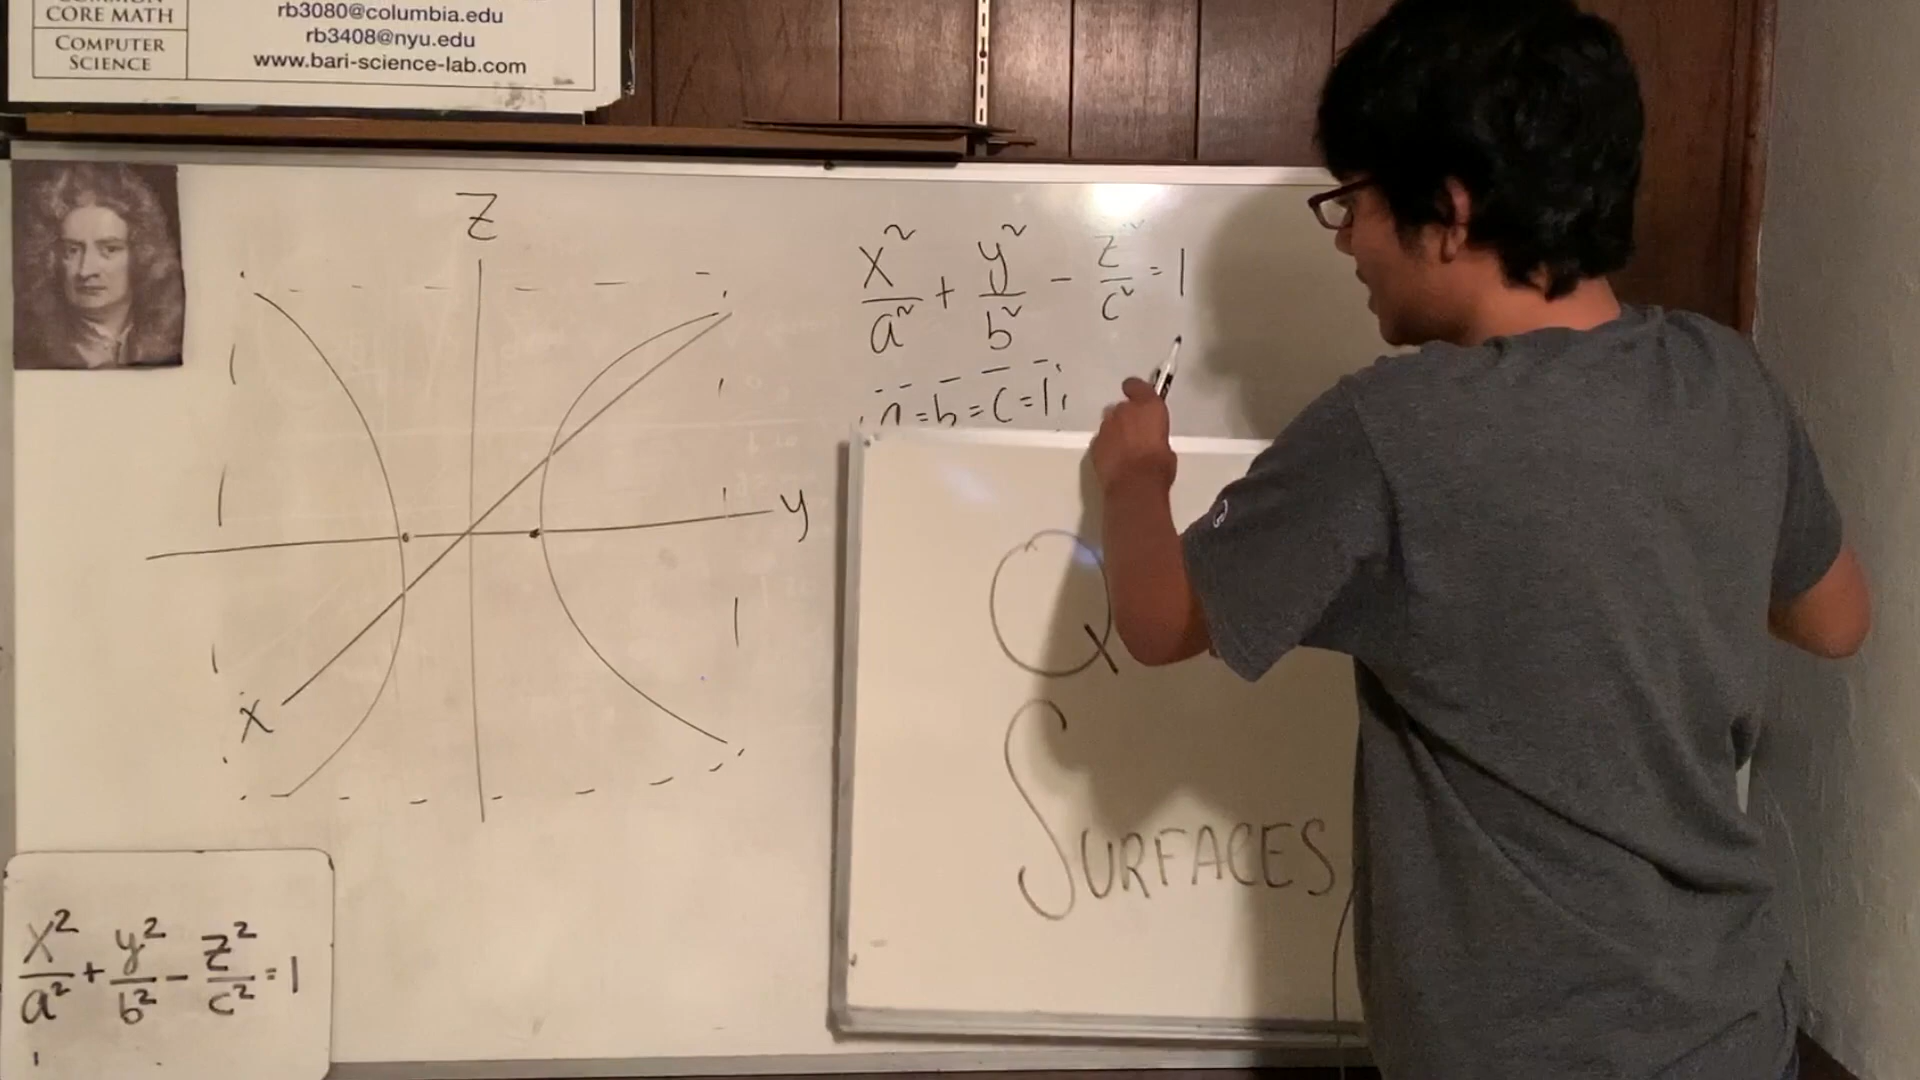 COMMON
CORE MATH
COMPUTER
SCIENCE
rb3080@columbia.edu
rb3408@nyu.edu
www.bari-science-lab.com
Z
x²/a² + y²/b² - z²/c² = 1
a=b=c=1
y
x
Q
SURFACES
x²/a² + y²/b² - z²/c² = 1